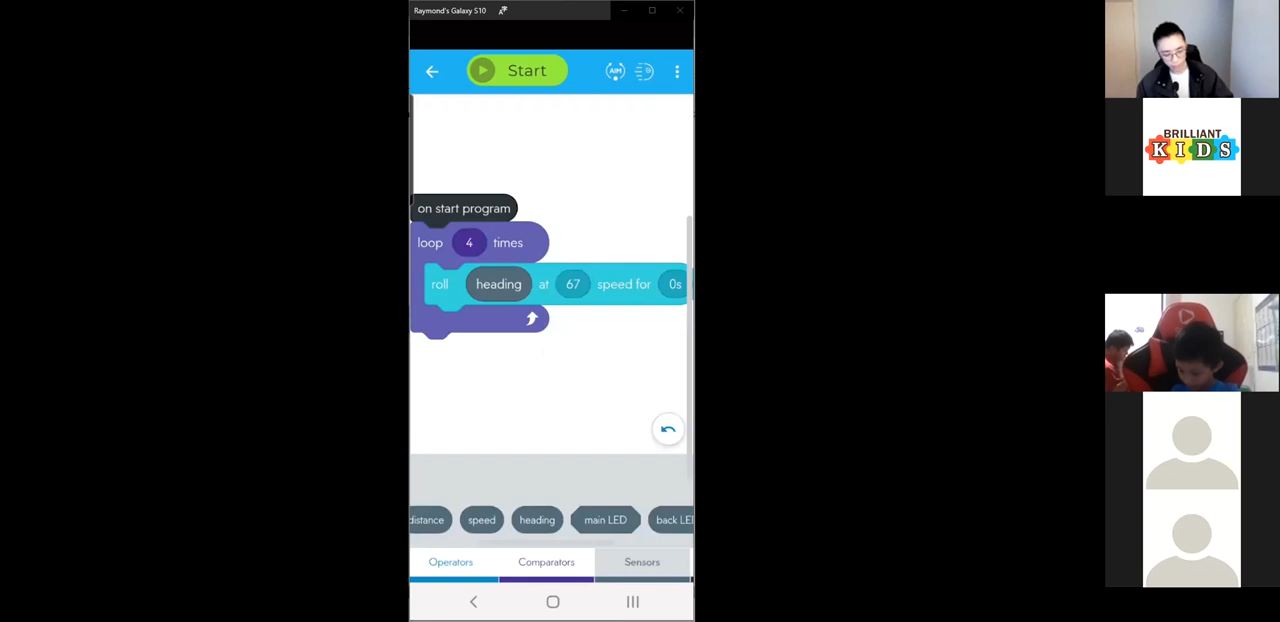 Raymond's Galaxy S10
Start
AIM
on start program
loop 4 times
roll heading at 67 speed for 0s
distance speed heading main LED back LE
Operators Comparators Sensors
BRILLIANT
KIDS